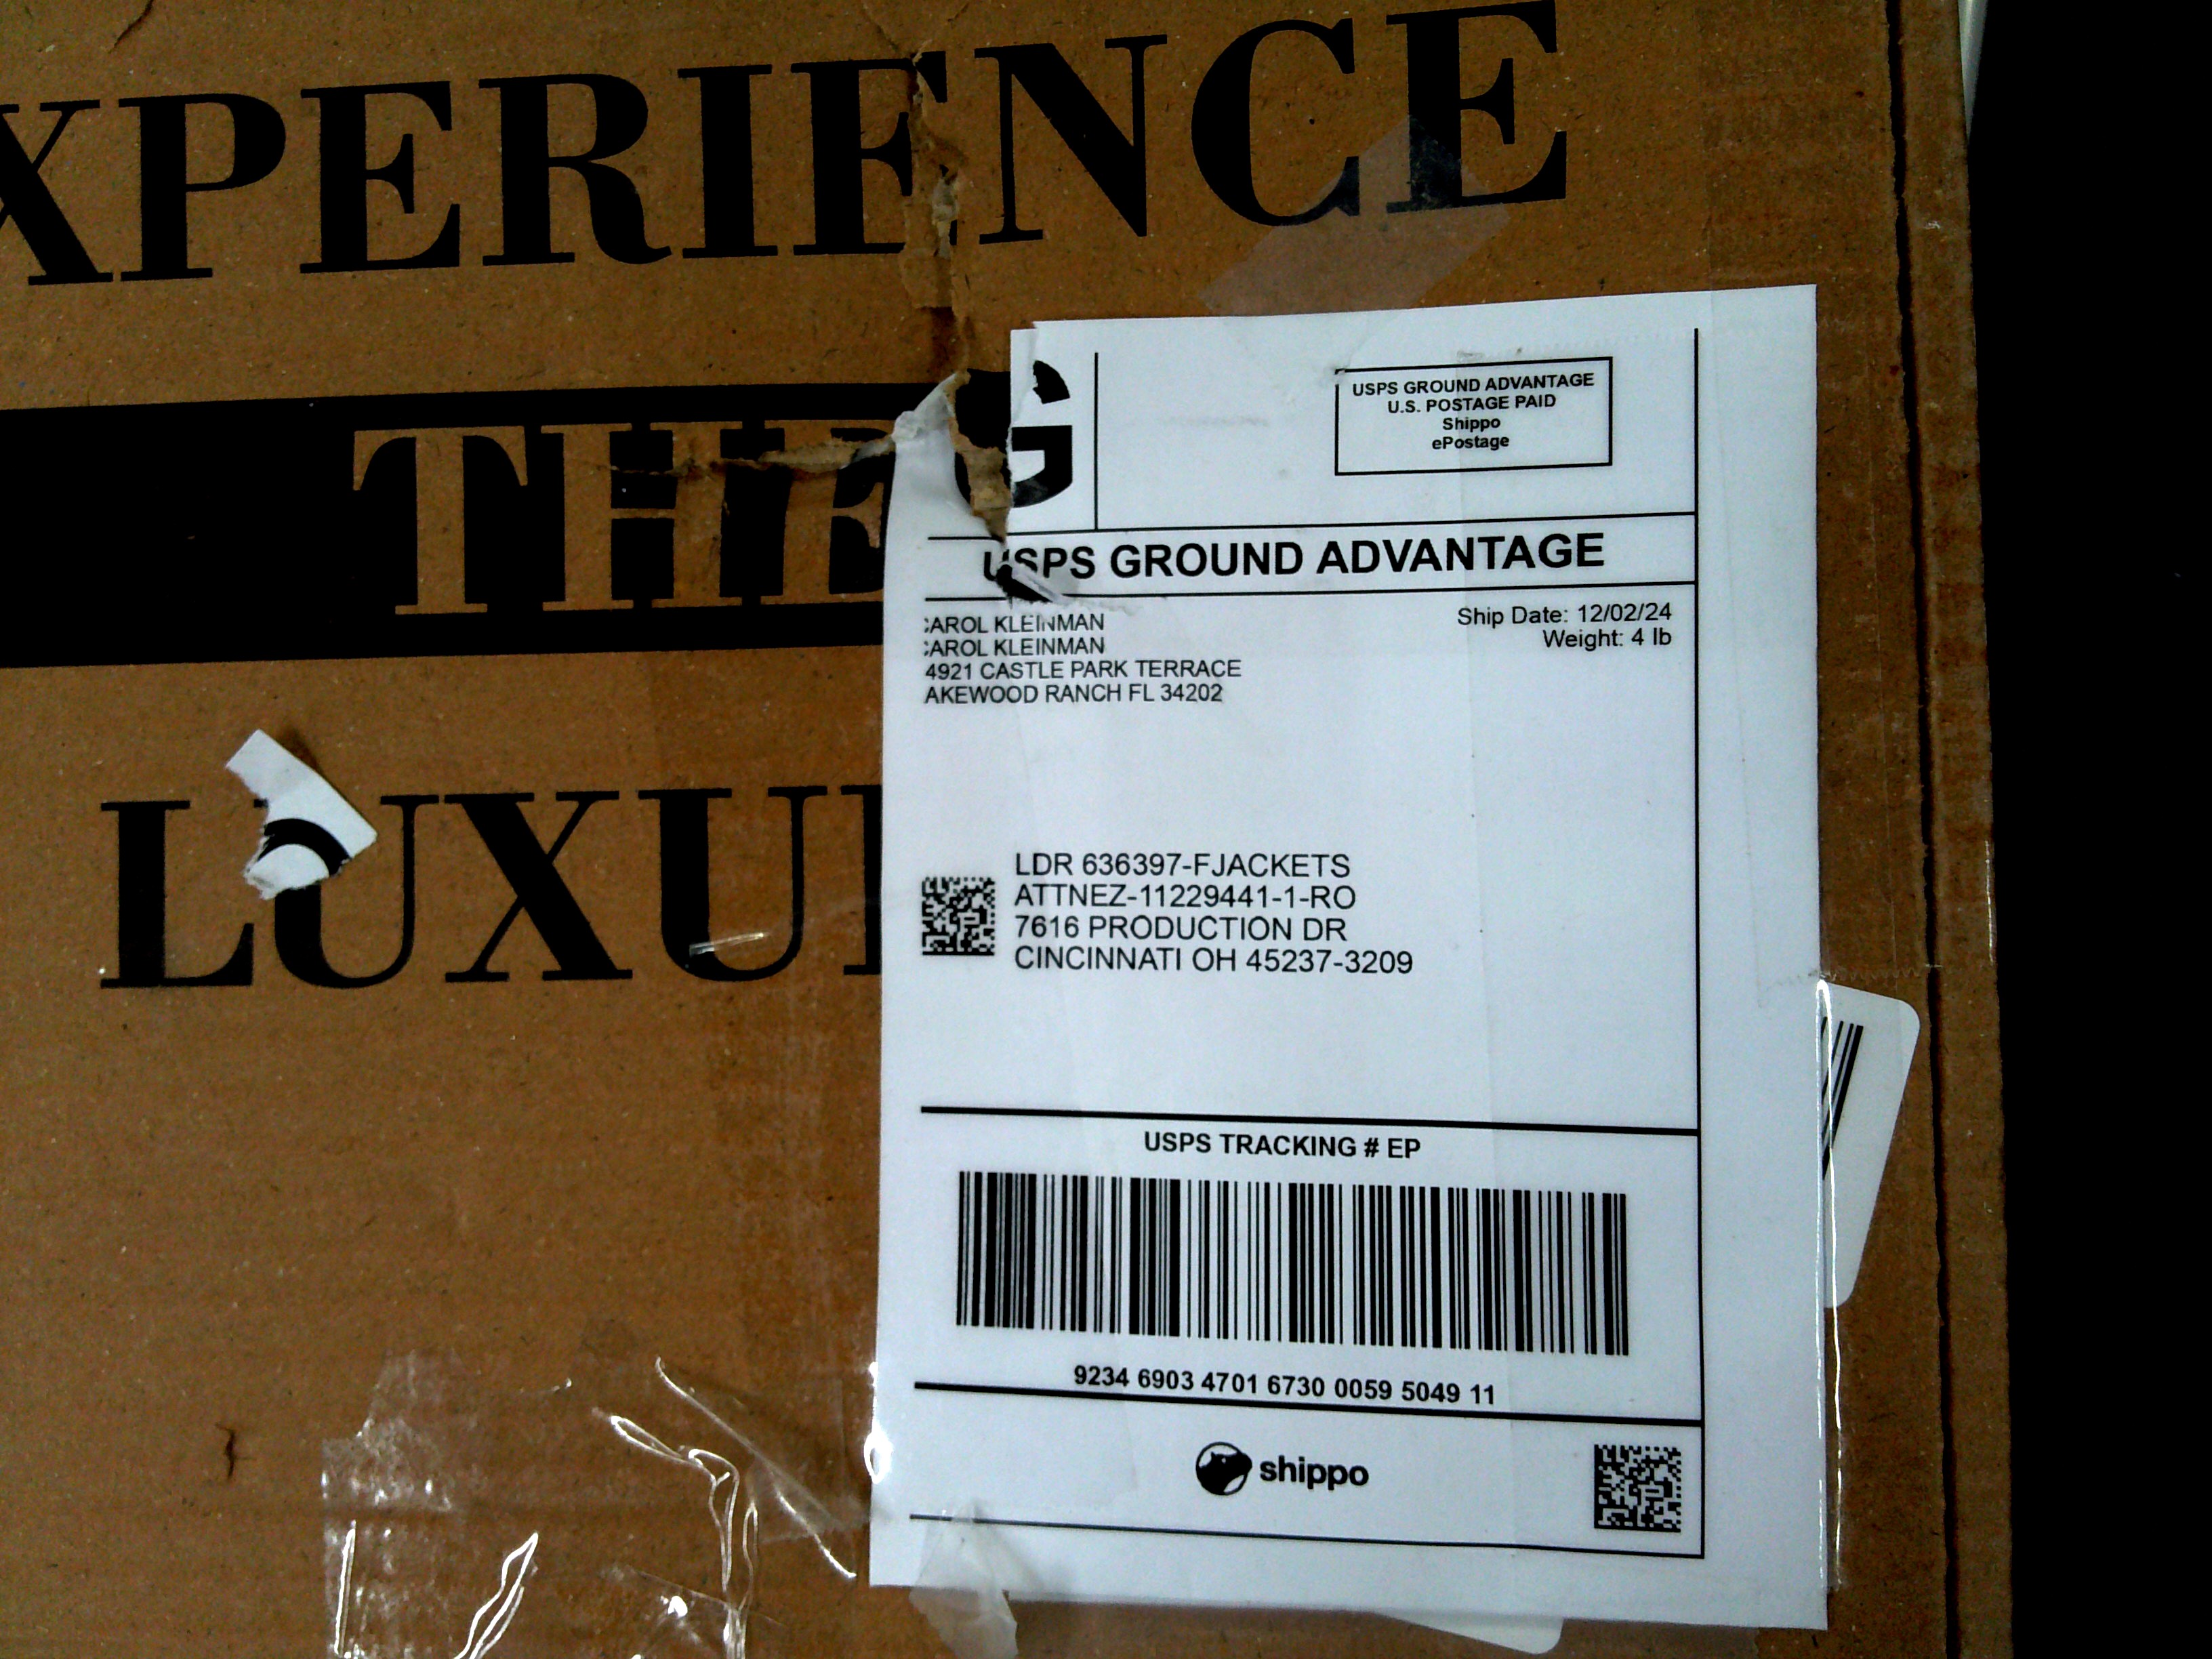 XPERIENCE
THE
LUXU
G
USPS GROUND ADVANTAGE
U.S. POSTAGE PAID
Shippo
ePostage
USPS GROUND ADVANTAGE
AROL KLEINMAN
AROL KLEINMAN
4921 CASTLE PARK TERRACE
AKEWOOD RANCH FL 34202
Ship Date: 12/02/24
Weight: 4 lb
LDR 636397-FJACKETS
ATTNEZ-11229441-1-RO
7616 PRODUCTION DR
CINCINNATI OH 45237-3209
USPS TRACKING # EP
9234 6903 4701 6730 0059 5049 11
shippo